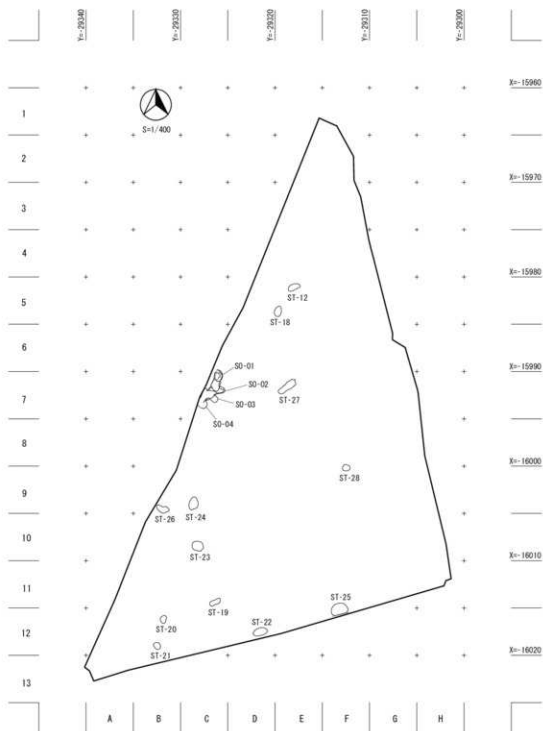 Y=-29340
Y=-29330
Y=-29320
Y=-29310
Y=-29300
X=-15960
1
S=1/400
2
X=-15970
3
4
X=-15980
5
ST-12
ST-18
6
X=-15990
SO-01
SO-02
7
SO-03
ST-27
SO-04
8
X=-16000
ST-28
9
ST-26
ST-24
10
ST-23
X=-16010
11
ST-25
ST-19
12
ST-20
ST-22
ST-21
X=-16020
13
A
B
C
D
E
F
G
H